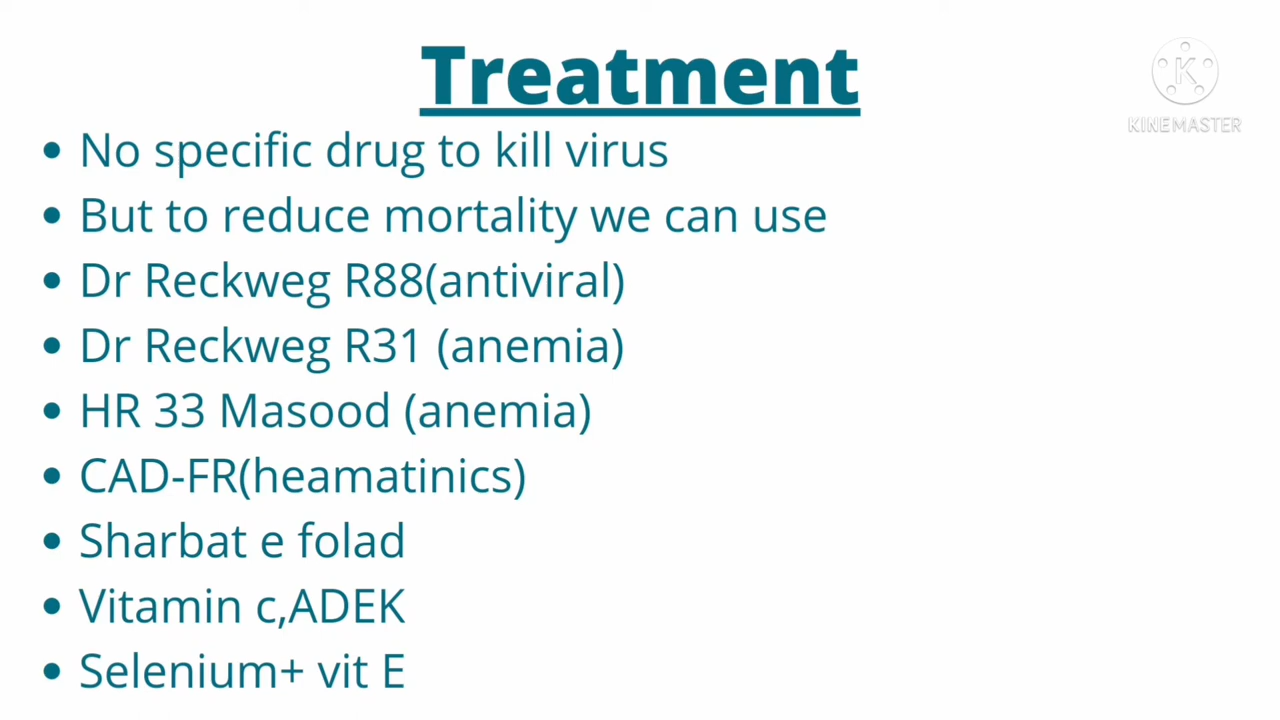 Treatment
KINEMASTER
• No specific drug to kill virus
• But to reduce mortality we can use
• Dr Reckweg R88(antiviral)
• Dr Reckweg R31 (anemia)
• HR 33 Masood (anemia)
• CAD-FR(heamatinics)
• Sharbat e folad
• Vitamin c,ADEK
• Selenium+ vit E